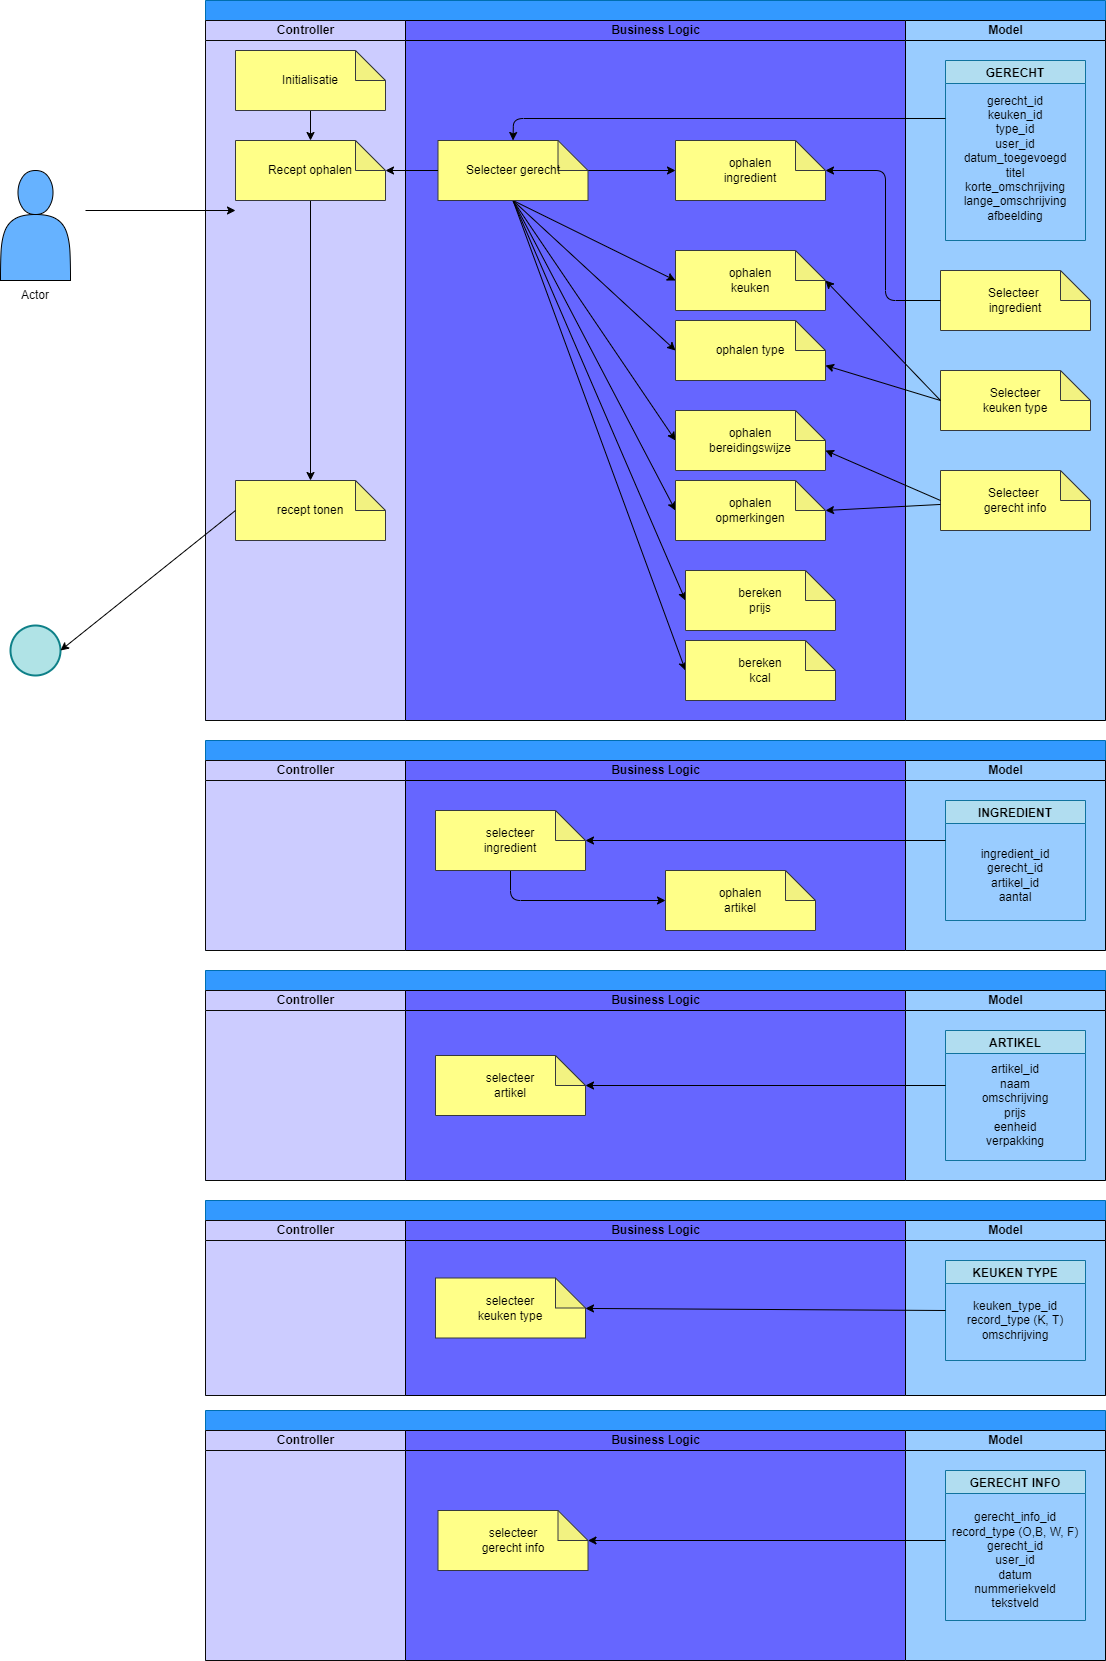 Controller
Business Logic
Model
Initialisatie
GERECHT
gerecht_id
keuken_id
type_id
user_id
datum_toegevoegd
titel
korte_omschrijving
lange_omschrijving
afbeelding
Recept ophalen
Selecteer gerecht
ophalen
ingredient
Actor
ophalen
keuken
Selecteer
ingredient
ophalen type
Selecteer
keuken type
ophalen
bereidingswijze
recept tonen
ophalen
opmerkingen
Selecteer
gerecht info
bereken
prijs
bereken
kcal
Controller
Business Logic
Model
selecteer
ingredient
INGREDIENT
ingredient_id
gerecht_id
artikel_id
aantal
ophalen
artikel
Controller
Business Logic
Model
selecteer
artikel
ARTIKEL
artikel_id
naam
omschrijving
prijs
eenheid
verpakking
Controller
Business Logic
Model
selecteer
keuken type
KEUKEN TYPE
keuken_type_id
record_type (K, T)
omschrijving
Controller
Business Logic
Model
selecteer
gerecht info
GERECHT INFO
gerecht_info_id
record_type (O,B, W, F)
gerecht_id
user_id
datum
nummeriekveld
tekstveld